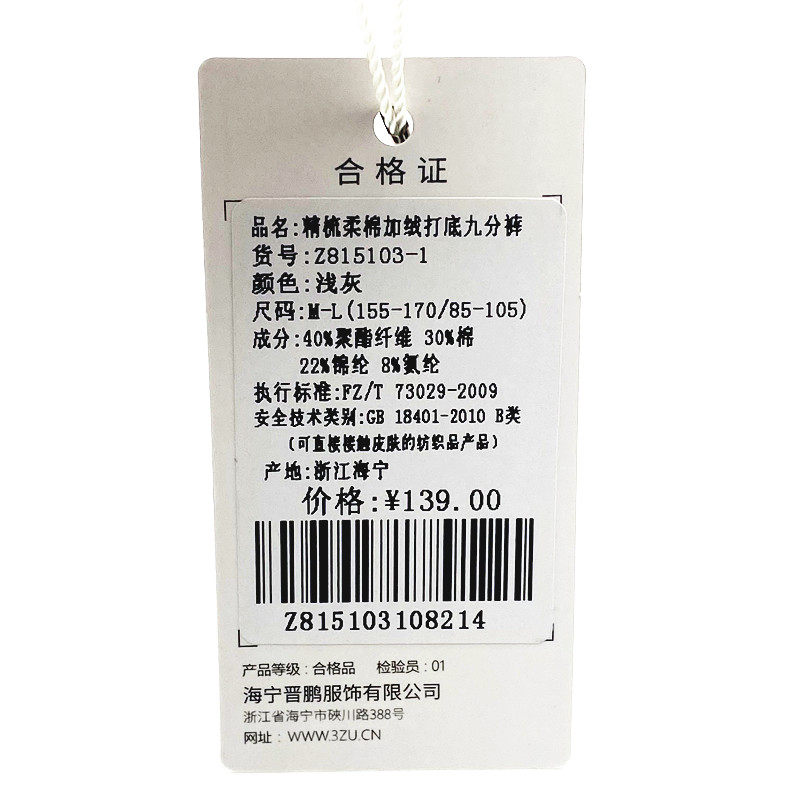 合格证
品名:精梳柔棉加绒打底九分裤
货号:Z815103-1
颜色:浅灰
尺码:M-L(155-170/85-105)
成分:40%聚酯纤维 30%棉
22%锦纶 8%氨纶
执行标准:FZ/T 73029-2009
安全技术类别:GB 18401-2010 B类
(可直接接触皮肤的纺织品产品)
产地:浙江海宁
价格:¥139.00
Z815103108214
产品等级:合格品 检验员:01
海宁晋鹏服饰有限公司
浙江省海宁市硖川路388号
网址:WWW.3ZU.CN